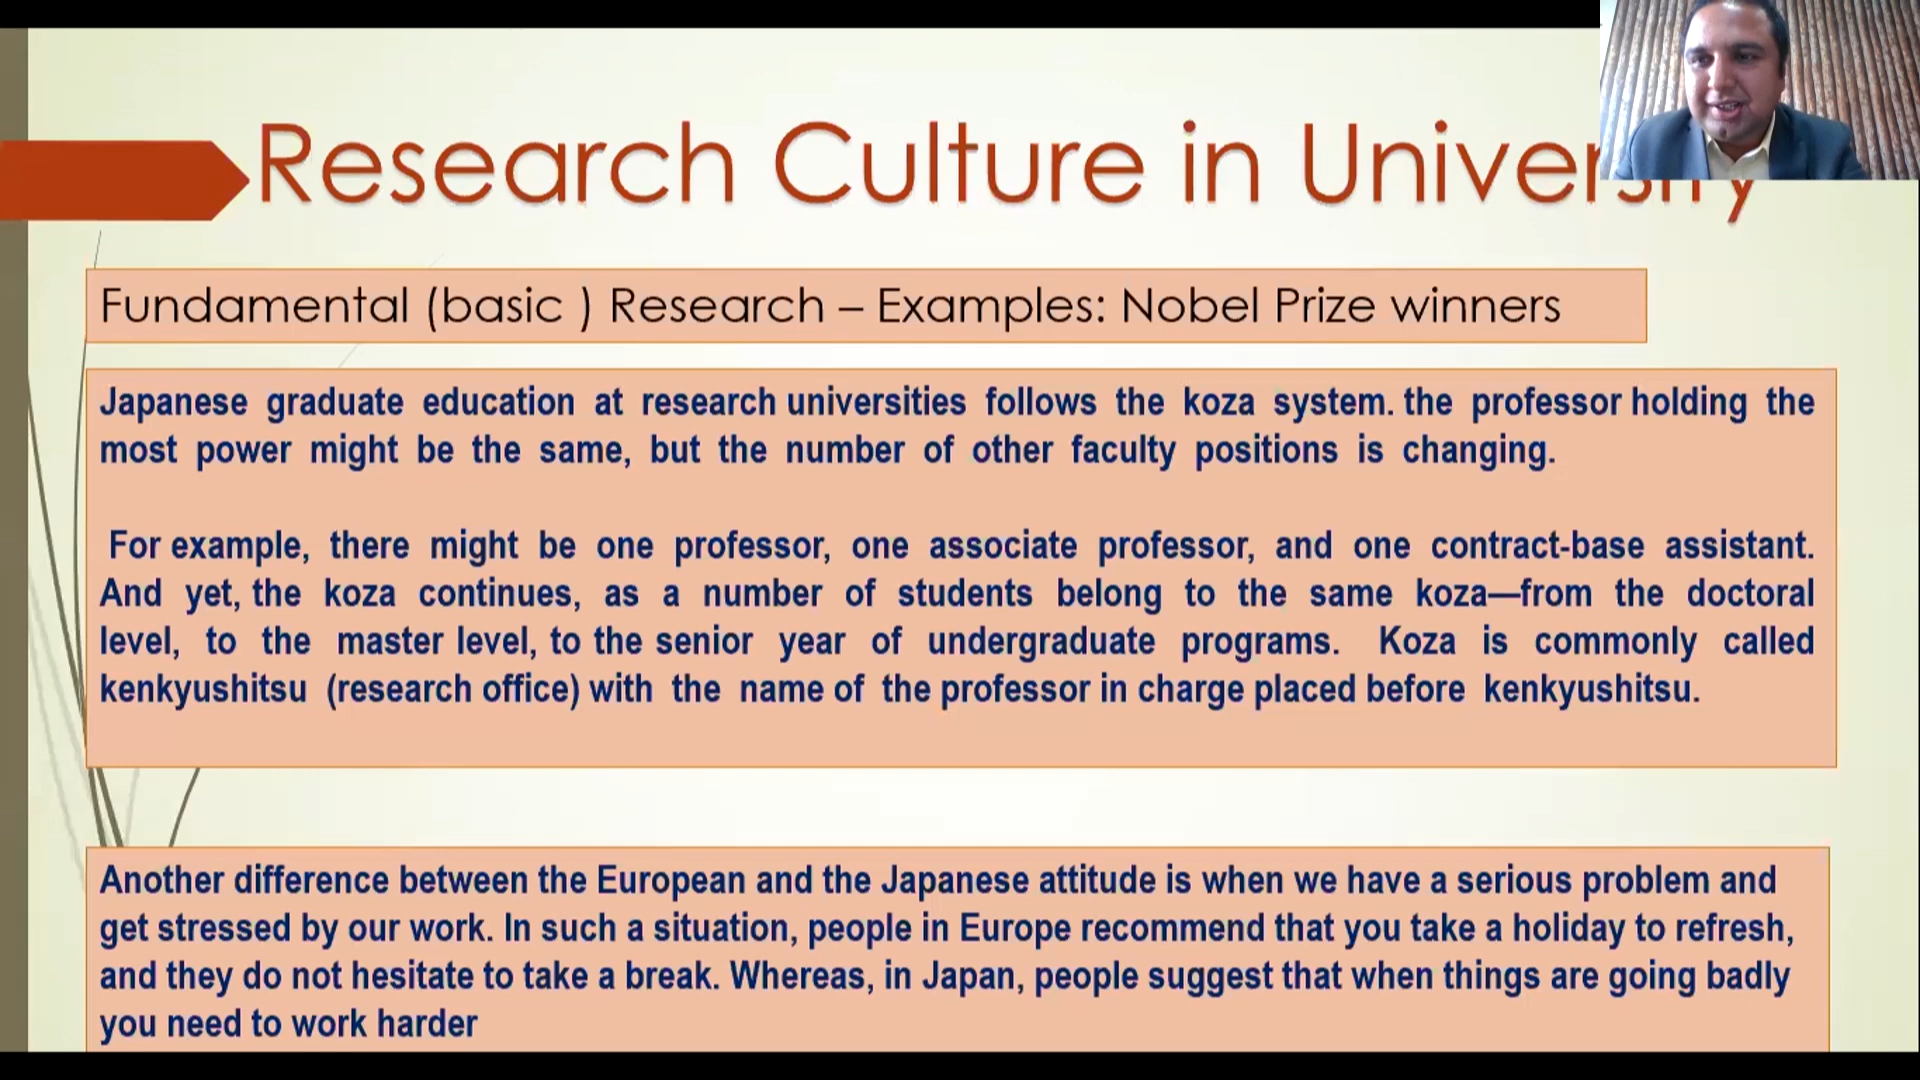 Research Culture in University
Fundamental (basic ) Research – Examples: Nobel Prize winners
Japanese graduate education at research universities follows the koza system. the professor holding the
most power might be the same, but the number of other faculty positions is changing.
For example, there might be one professor, one associate professor, and one contract-base assistant.
And yet, the koza continues, as a number of students belong to the same koza—from the doctoral
level, to the master level, to the senior year of undergraduate programs. Koza is commonly called
kenkyushitsu (research office) with the name of the professor in charge placed before kenkyushitsu.
Another difference between the European and the Japanese attitude is when we have a serious problem and
get stressed by our work. In such a situation, people in Europe recommend that you take a holiday to refresh,
and they do not hesitate to take a break. Whereas, in Japan, people suggest that when things are going badly
you need to work harder